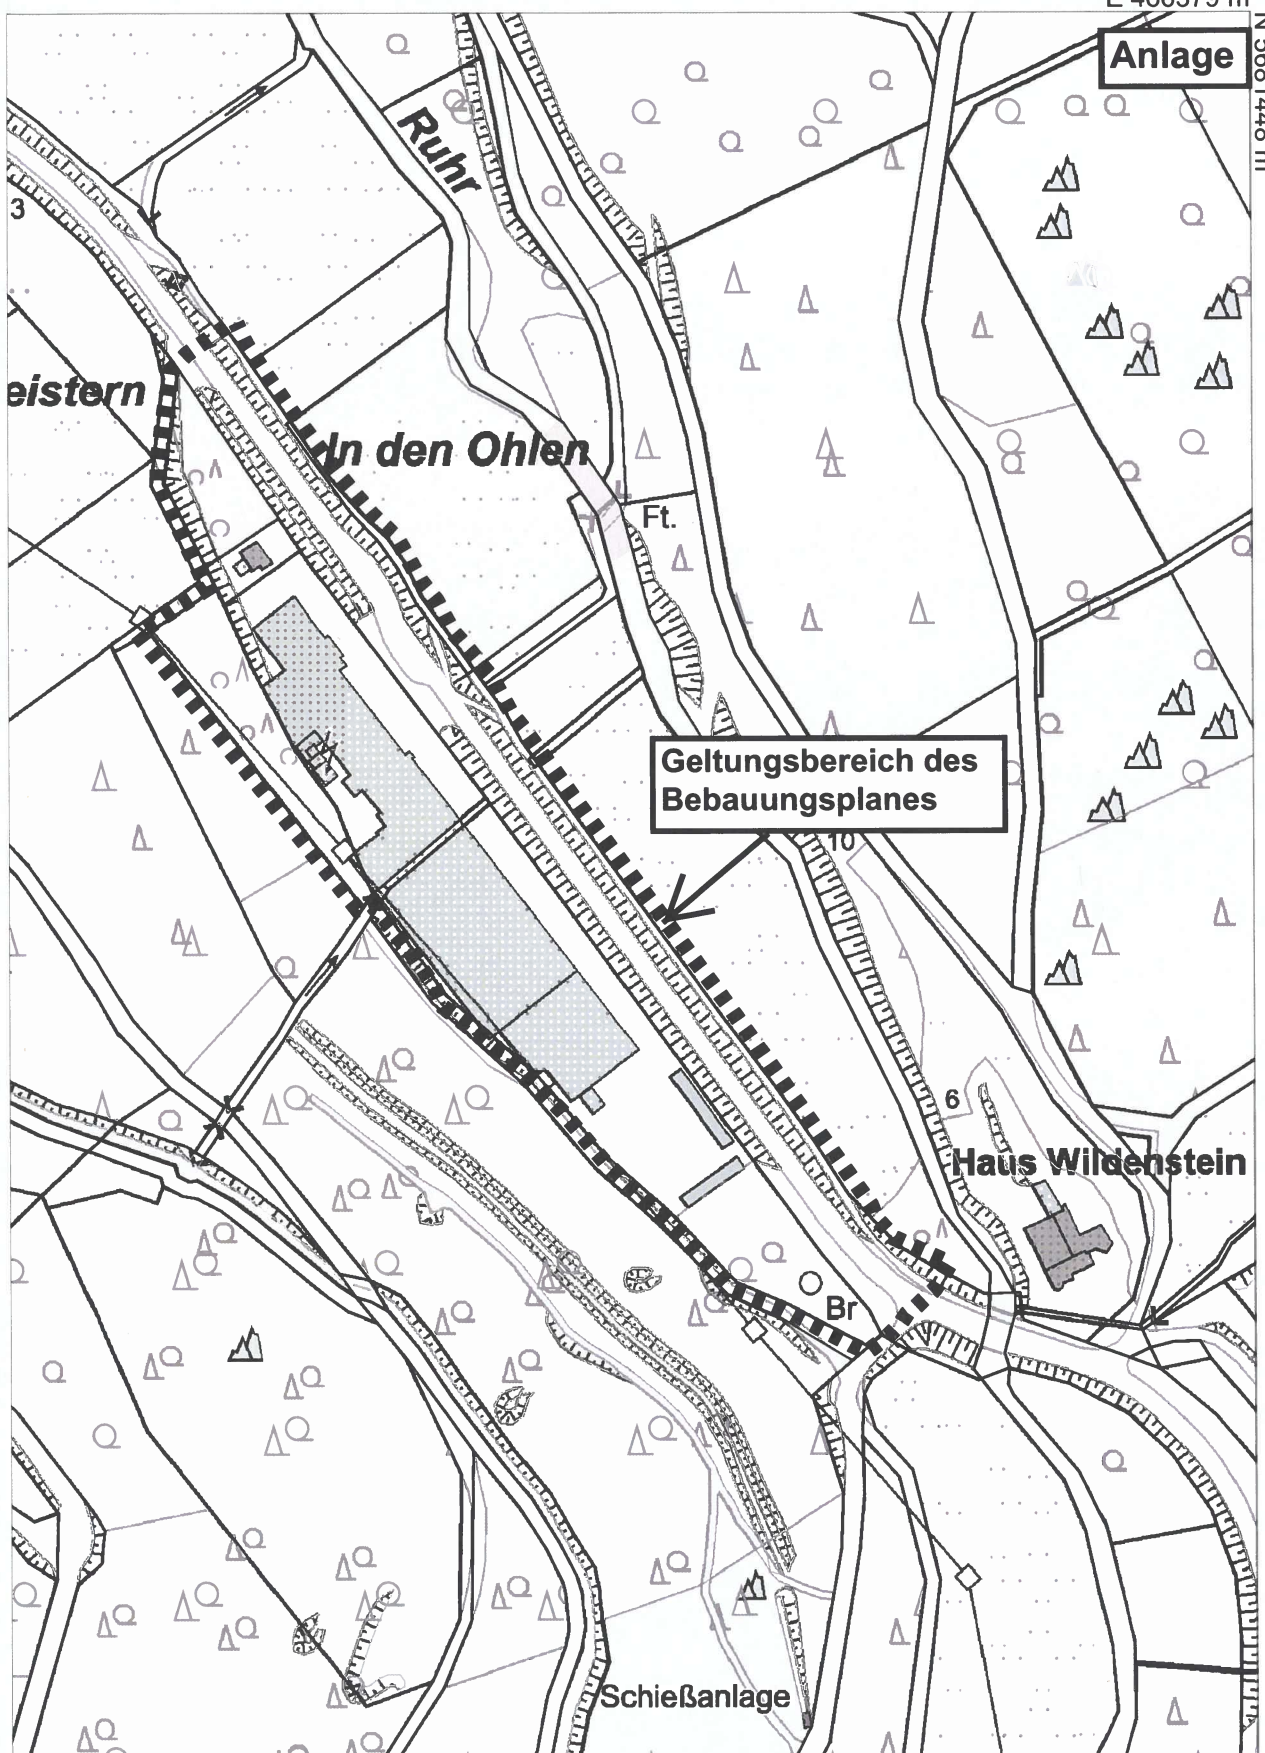 Anlage
Ruhr
3
eistern
In den Ohlen
Ft.
Geltungsbereich des
Bebauungsplanes
10
6
Haus Wildenstein
Br
Schießanlage